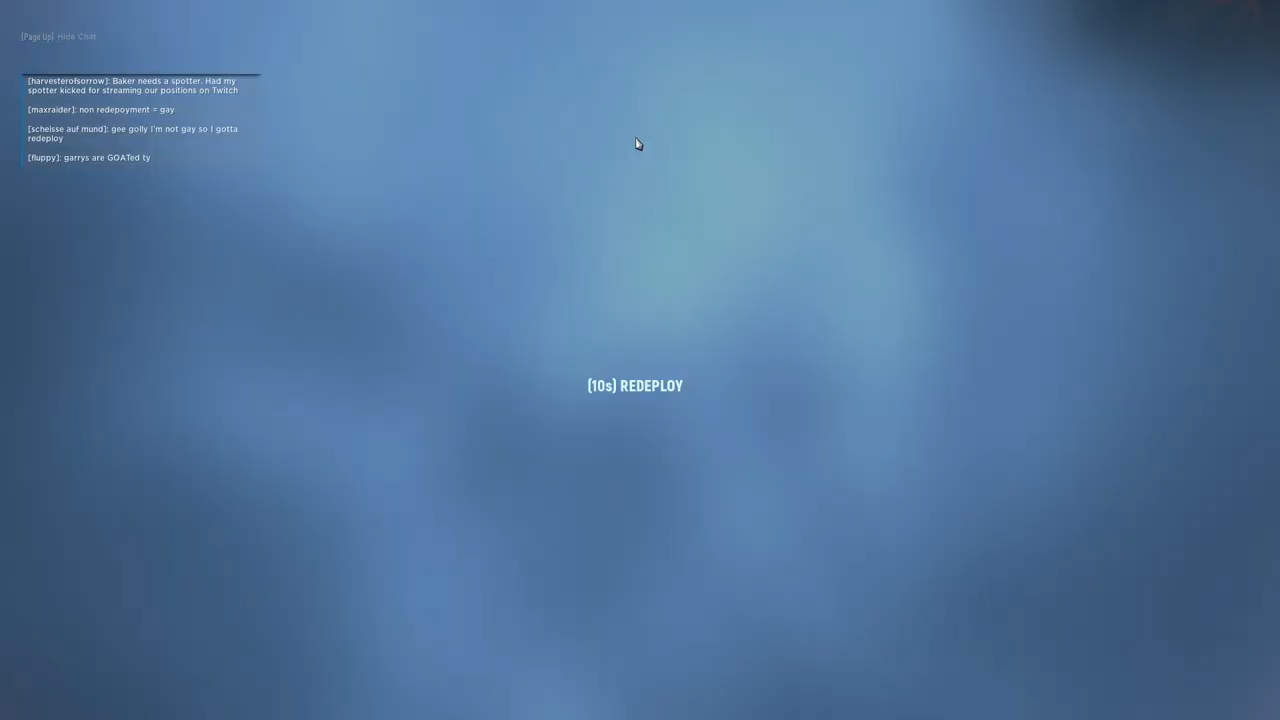 [Page Up] Hide Chat
[harvesterofsorrow]: Baker needs a spotter. Had my
spotter kicked for streaming our positions on Twitch
[maxraider]: non redepoyment = gay
[scheisse auf mund]: gee golly I'm not gay so I gotta
redeploy
[fluppy]: garrys are GOATed ty
(10s) REDEPLOY